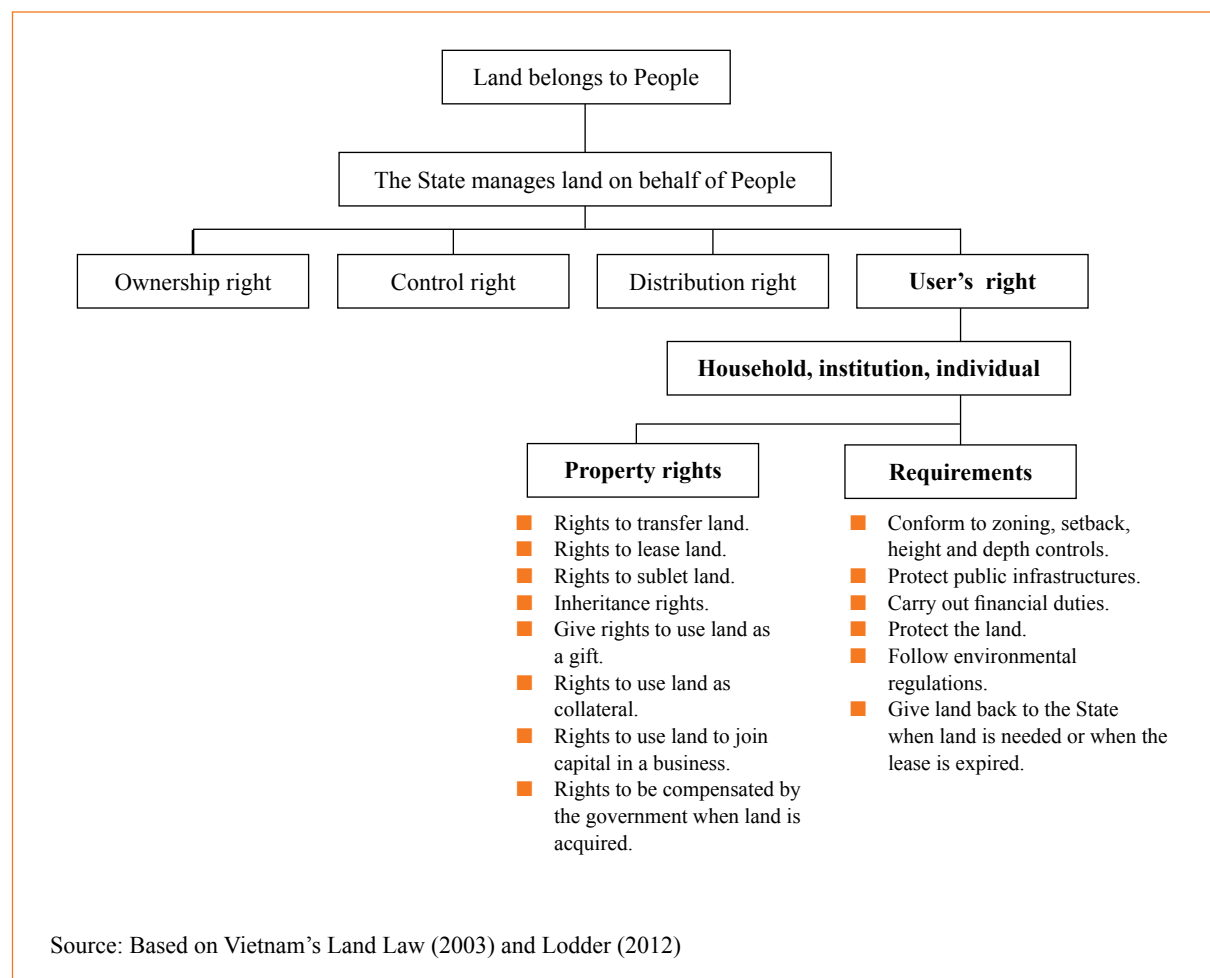 Land belongs to People
The State manages land on behalf of People
Ownership right
Control right
Distribution right
User's  right
Household, institution, individual
Property rights
Rights to transfer land.
Rights to lease land.
Rights to sublet land.
Inheritance rights.
Give rights to use land as
a gift.
Rights to use land as
collateral.
Rights to use land to join
capital in a business.
Rights to be compensated by
the government when land is
acquired.
Requirements
Conform to zoning, setback,
height and depth controls.
Protect public infrastructures.
Carry out financial duties.
Protect the land.
Follow environmental
regulations.
Give land back to the State
when land is needed or when the
lease is expired.
Source: Based on Vietnam's Land Law (2003) and Lodder (2012)